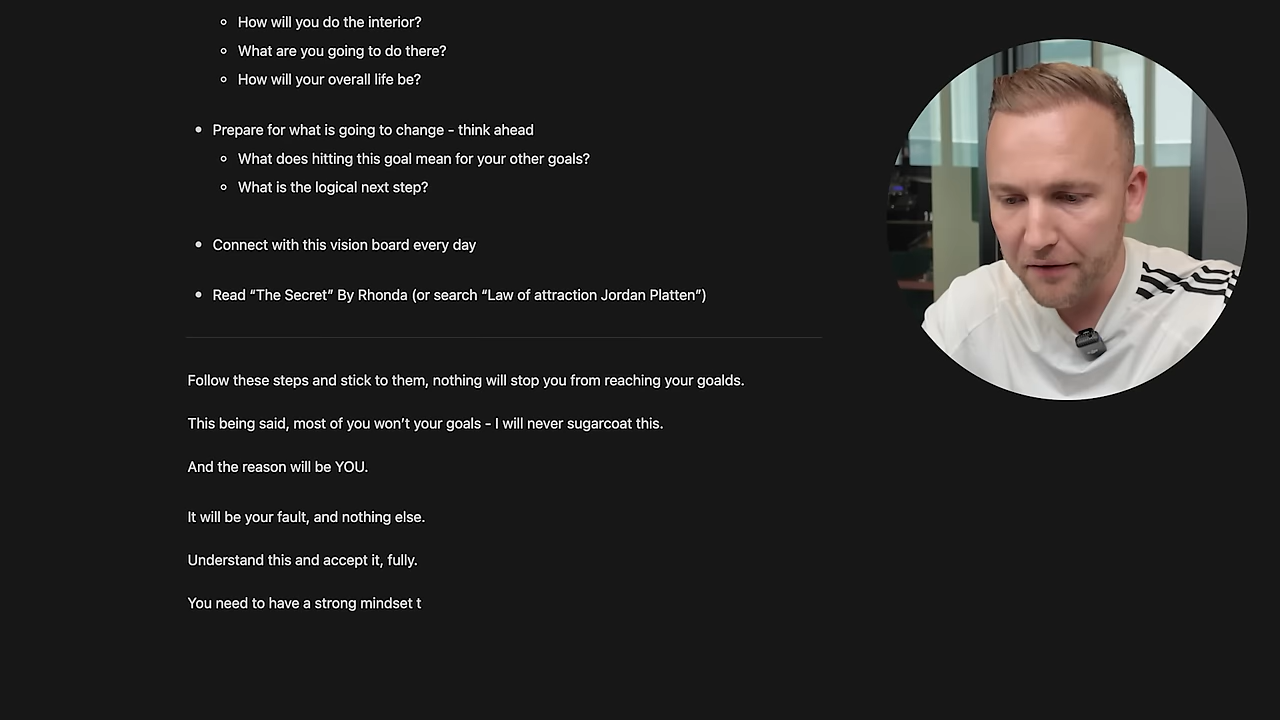 How will you do the interior?
What are you going to do there?
How will your overall life be?
Prepare for what is going to change - think ahead
What does hitting this goal mean for your other goals?
What is the logical next step?
Connect with this vision board every day
Read “The Secret” By Rhonda (or search “Law of attraction Jordan Platten”)
Follow these steps and stick to them, nothing will stop you from reaching your goalds.
This being said, most of you won’t your goals - I will never sugarcoat this.
And the reason will be YOU.
It will be your fault, and nothing else.
Understand this and accept it, fully.
You need to have a strong mindset t